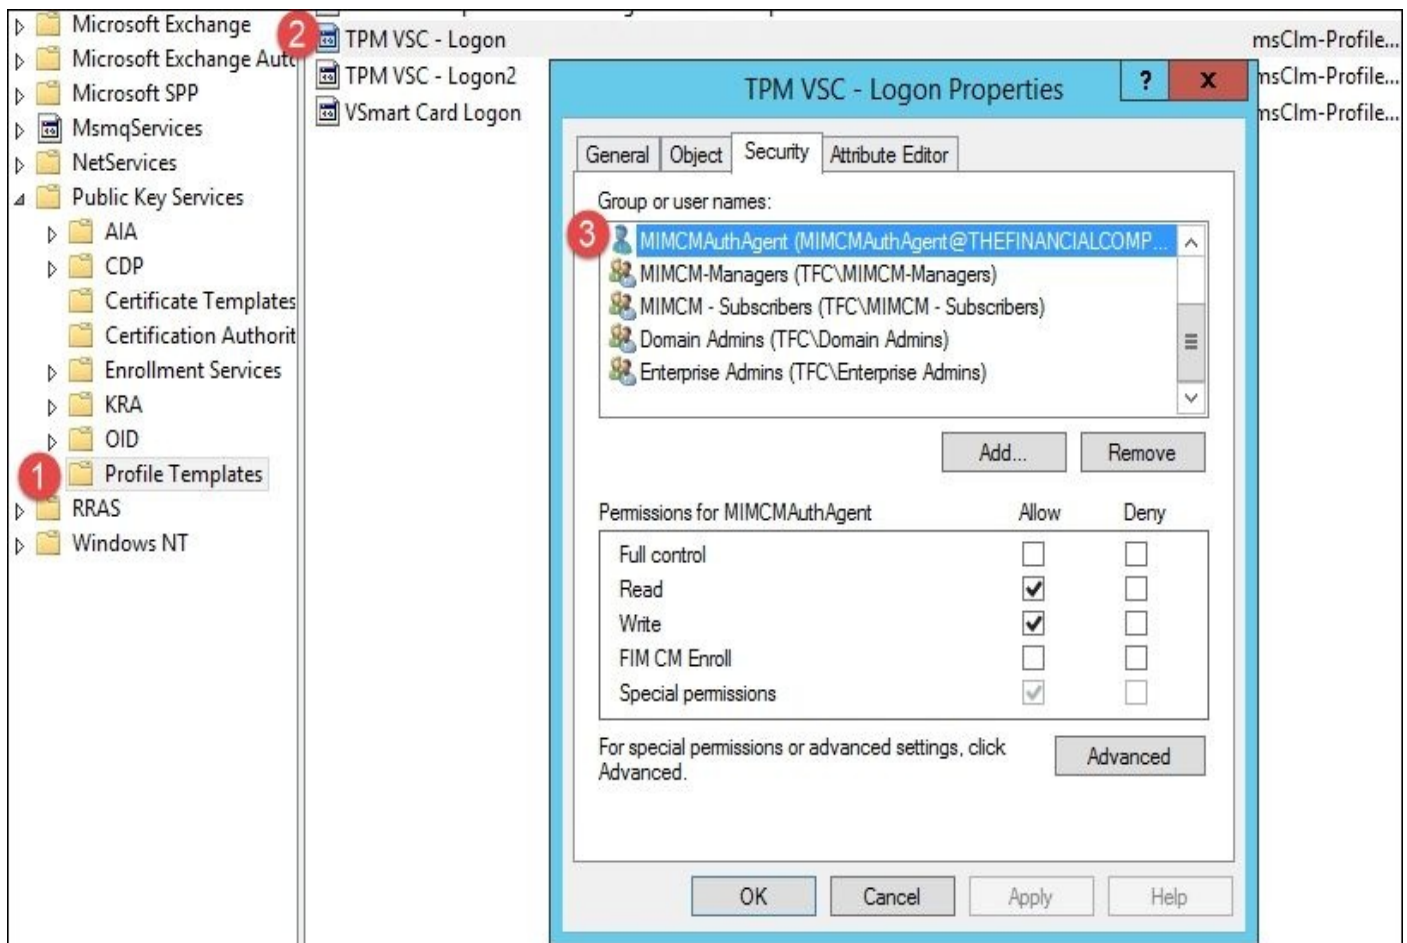 Microsoft Exchange
Microsoft Exchange Aut
Microsoft SPP
MsmqServices
NetServices
Public Key Services
AIA
CDP
Certificate Templates
Certification Authorit
Enrollment Services
KRA
OID
1 Profile Templates
RRAS
Windows NT
2 TPM VSC - Logon msClm-Profile...
TPM VSC - Logon2 msClm-Profile...
VSmart Card Logon msClm-Profile...
TPM VSC - Logon Properties ? x
General Object Security Attribute Editor
Group or user names:
3 MIMCMAuthAgent (MIMCMAuthAgent@THEFINANCIALCOMP...
MIMCM-Managers (TFC\MIMCM-Managers)
MIMCM - Subscribers (TFC\MIMCM - Subscribers)
Domain Admins (TFC\Domain Admins)
Enterprise Admins (TFC\Enterprise Admins)
Add... Remove
Permissions for MIMCMAuthAgent Allow Deny
Full control
Read
Write
FIM CM Enroll
Special permissions
For special permissions or advanced settings, click
Advanced.
Advanced
OK Cancel Apply Help